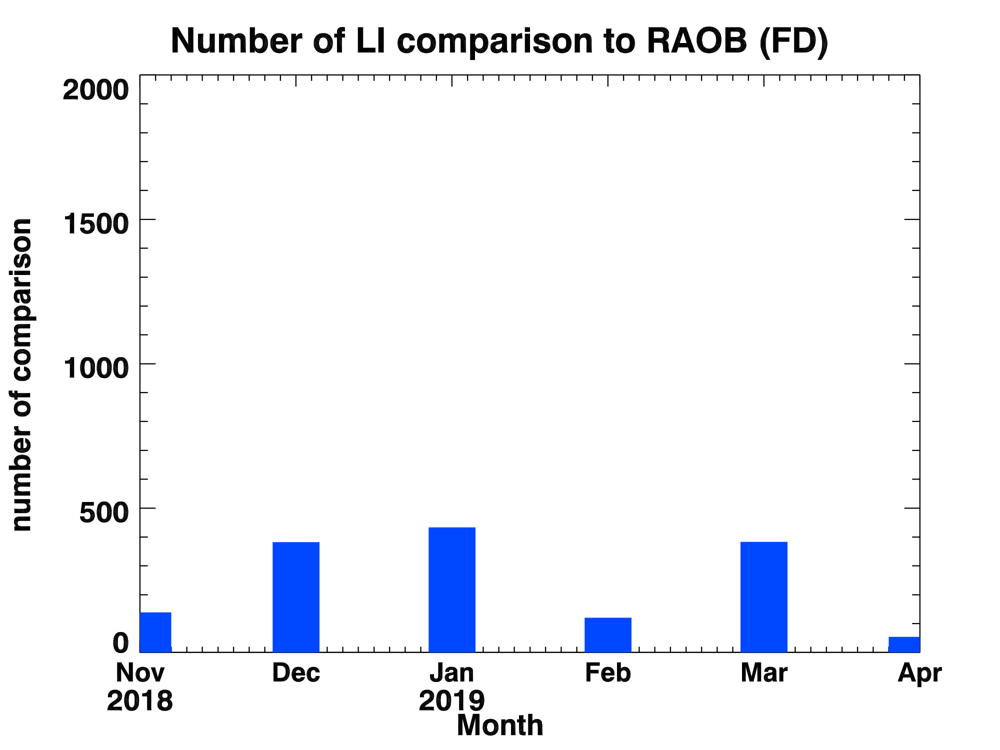 Number of LI comparison to RAOB (FD)
2000
1500
1000
500
0
number of comparison
Nov Dec Jan Feb Mar Apr
2018 2019
Month